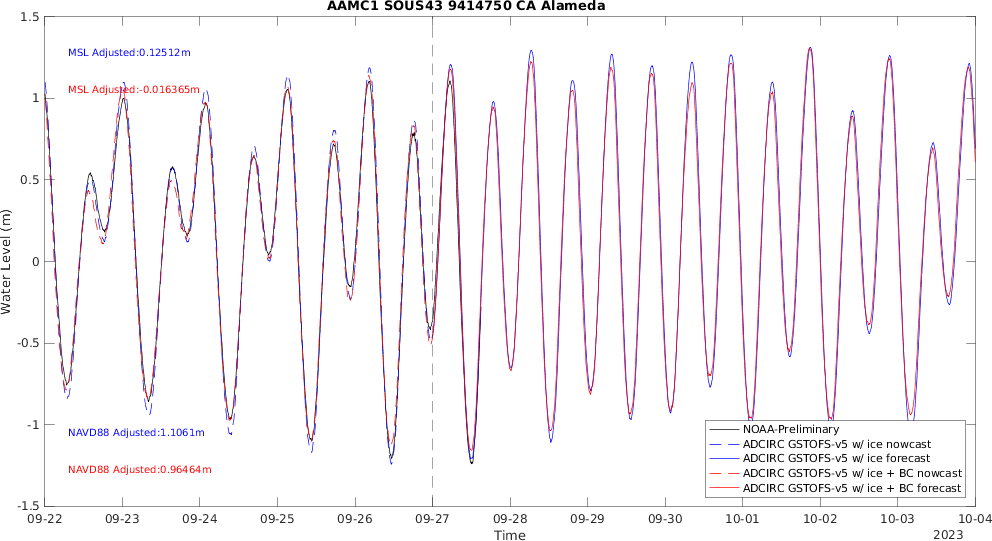 AAMC1 SOUS43 9414750 CA Alameda
1.5
1
0.5
0
-0.5
-1
-1.5
Water Level (m)
MSL Adjusted:0.12512m
MSL Adjusted:-0.016365m
NAVD88 Adjusted:1.1061m
NAVD88 Adjusted:0.96464m
NOAA-Preliminary
ADCIRC GSTOFS-v5 w/ ice nowcast
ADCIRC GSTOFS-v5 w/ ice forecast
ADCIRC GSTOFS-v5 w/ ice + BC nowcast
ADCIRC GSTOFS-v5 w/ ice + BC forecast
09-22 09-23 09-24 09-25 09-26 09-27 09-28 09-29 09-30 10-01 10-02 10-03 10-04
Time
2023